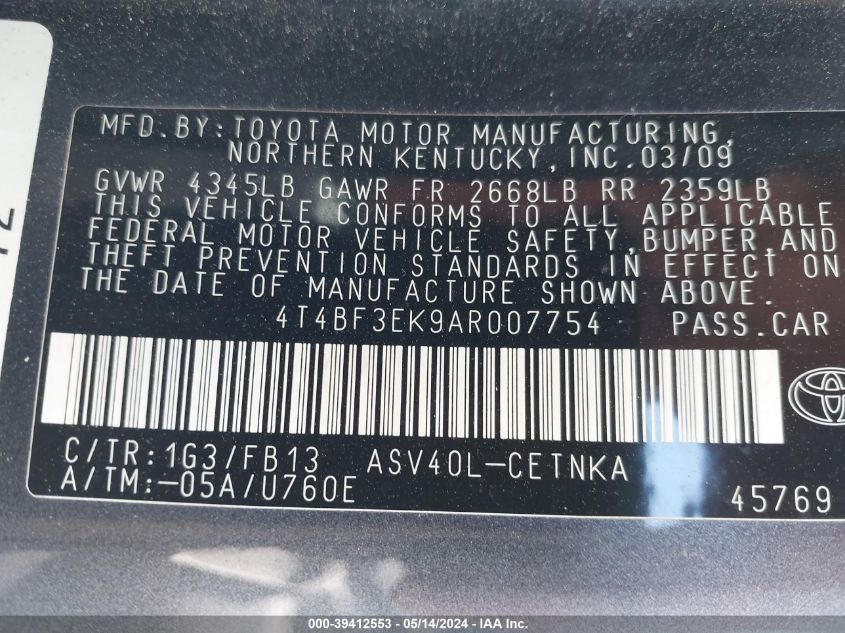 MFD.BY:TOYOTA MOTOR MANUFACTURING,
NORTHERN KENTUCKY,INC.03/09
GVWR 4345LB GAWR FR 2668LB RR 2359LB
THIS VEHICLE CONFORMS TO ALL APPLICABLE
FEDERAL MOTOR VEHICLE SAFETY,BUMPER,AND
THEFT PREVENTION STANDARDS IN EFFECT ON
THE DATE OF MANUFACTURE SHOWN ABOVE.
4T4BF3EK9AR007754 PASS.CAR
C/TR:1G3/FB13 ASV40L-CETNKA
A/TM:-05A/U760E 45769
000-39412553 - 05/14/2024 - IAA Inc.